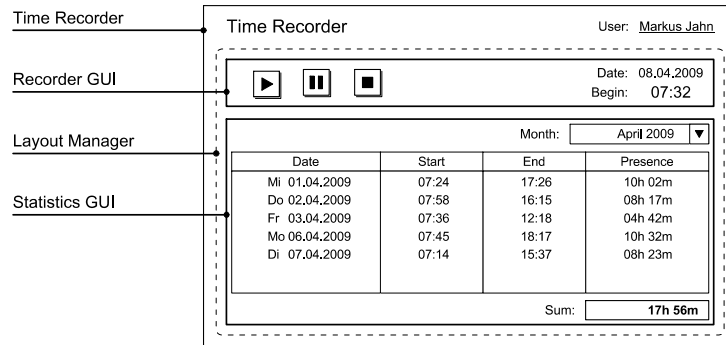 Time Recorder
Recorder GUI
Layout Manager
Statistics GUI
Time Recorder User: Markus Jahn
Date: 08.04.2009
Begin: 07:32
Month: April 2009
Date Start End Presence
Mi 01.04.2009 07:24 17:26 10h 02m
Do 02.04.2009 07:58 16:15 08h 17m
Fr 03.04.2009 07:36 12:18 04h 42m
Mo 06.04.2009 07:45 18:17 10h 32m
Di 07.04.2009 07:14 15:37 08h 23m
Sum: 17h 56m